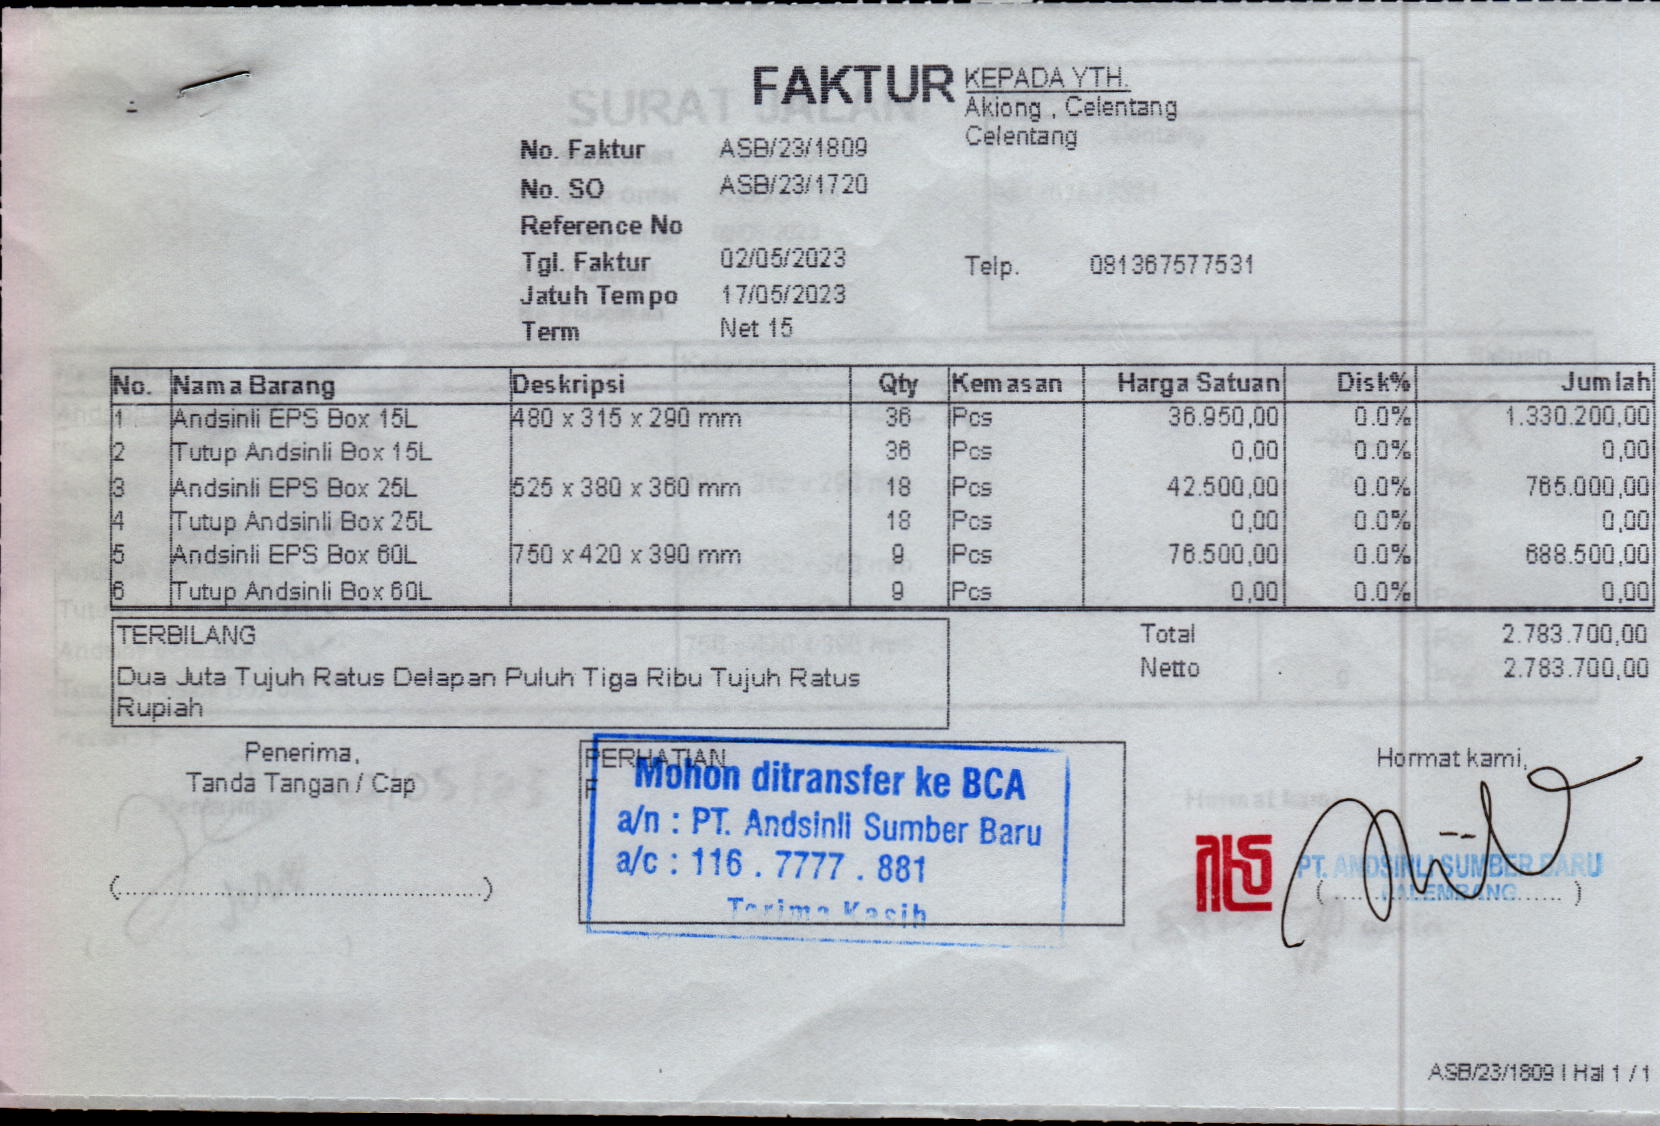 FAKTUR
KEPADA YTH.
Akiong , Celentang
Celentang
No. Faktur ASB/23/1809
No. SO ASB/23/1720
Reference No
Tgl. Faktur 02/05/2023
Telp. 081367577531
Jatuh Tempo 17/05/2023
Term Net 15
No. Nama Barang Deskripsi Qty Kemasan Harga Satuan Disk% Jumlah
1 Andsinli EPS Box 15L 480 x 315 x 290 mm 36 Pcs 36.950,00 0.0% 1.330.200,00
2 Tutup Andsinli Box 15L 36 Pcs 0,00 0.0% 0,00
3 Andsinli EPS Box 25L 525 x 380 x 360 mm 18 Pcs 42.500,00 0.0% 765.000,00
4 Tutup Andsinli Box 25L 18 Pcs 0,00 0.0% 0,00
5 Andsinli EPS Box 60L 750 x 420 x 390 mm 9 Pcs 76.500,00 0.0% 688.500,00
6 Tutup Andsinli Box 60L 9 Pcs 0,00 0.0% 0,00
TERBILANG
Dua Juta Tujuh Ratus Delapan Puluh Tiga Ribu Tujuh Ratus
Rupiah
Total 2.783.700,00
Netto 2.783.700,00
Penerima,
Tanda Tangan / Cap
(....................)
PERHATIAN
Mohon ditransfer ke BCA
a/n : PT. Andsinli Sumber Baru
a/c : 116 . 7777 . 881
Terima Kasih
Hormat kami,
PT. ANDSINLI SUMBER BARU
PALEMBANG
ASB/23/1809 | Hal 1 / 1